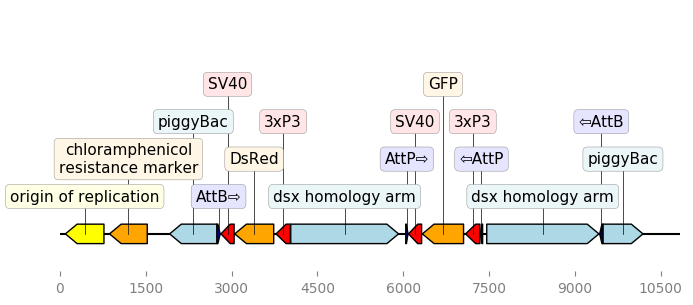 SV40
GFP
piggyBac
3xP3
SV40
3xP3
⇦AttB
chloramphenicol
resistance marker
DsRed
AttP⇨
⇦AttP
piggyBac
origin of replication
AttB⇨
dsx homology arm
dsx homology arm
0 1500 3000 4500 6000 7500 9000 10500